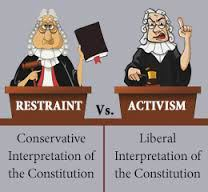 RESTRAINT Vs. ACTIVISM
Conservative
Interpretation of
the Constitution
Liberal
Interpretation of
the Constitution